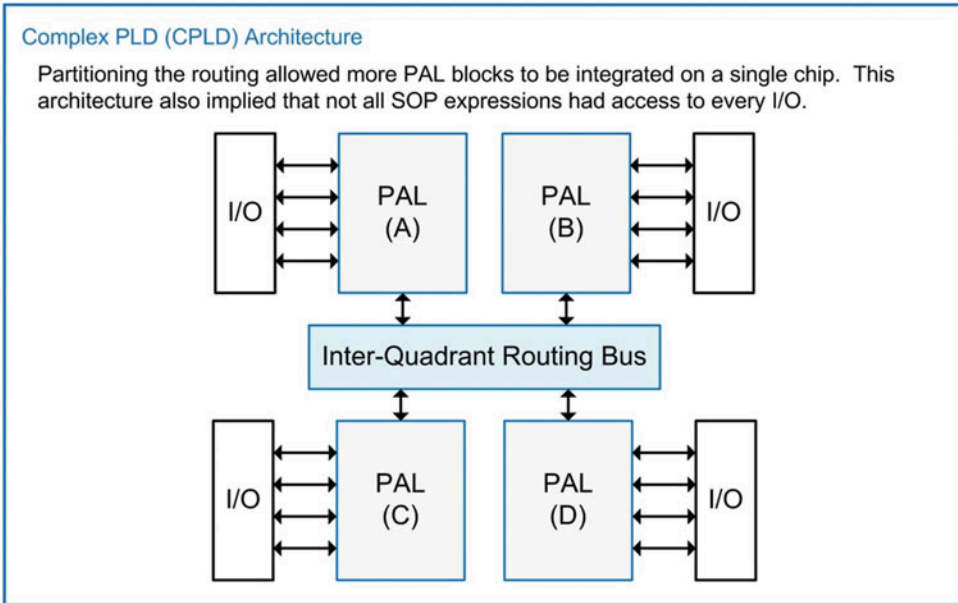 Complex PLD (CPLD) Architecture
Partitioning the routing allowed more PAL blocks to be integrated on a single chip.  This
architecture also implied that not all SOP expressions had access to every I/O.
I/O
PAL
(A)
PAL
(B)
I/O
Inter-Quadrant Routing Bus
I/O
PAL
(C)
PAL
(D)
I/O